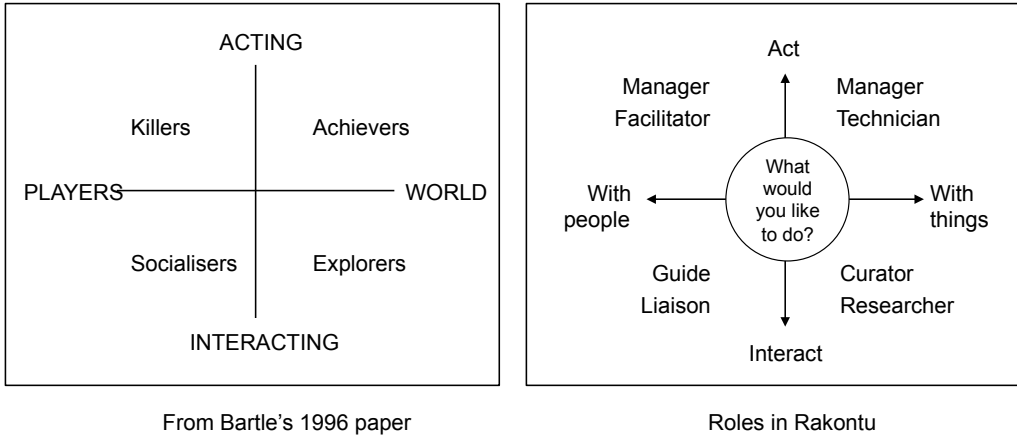 ACTING
Killers
Achievers
PLAYERS
WORLD
Socialisers
Explorers
INTERACTING
From Bartle's 1996 paper
Act
Manager
Facilitator
Manager
Technician
With
people
What
would
you like
to do?
With
things
Guide
Liaison
Curator
Researcher
Interact
Roles in Rakontu